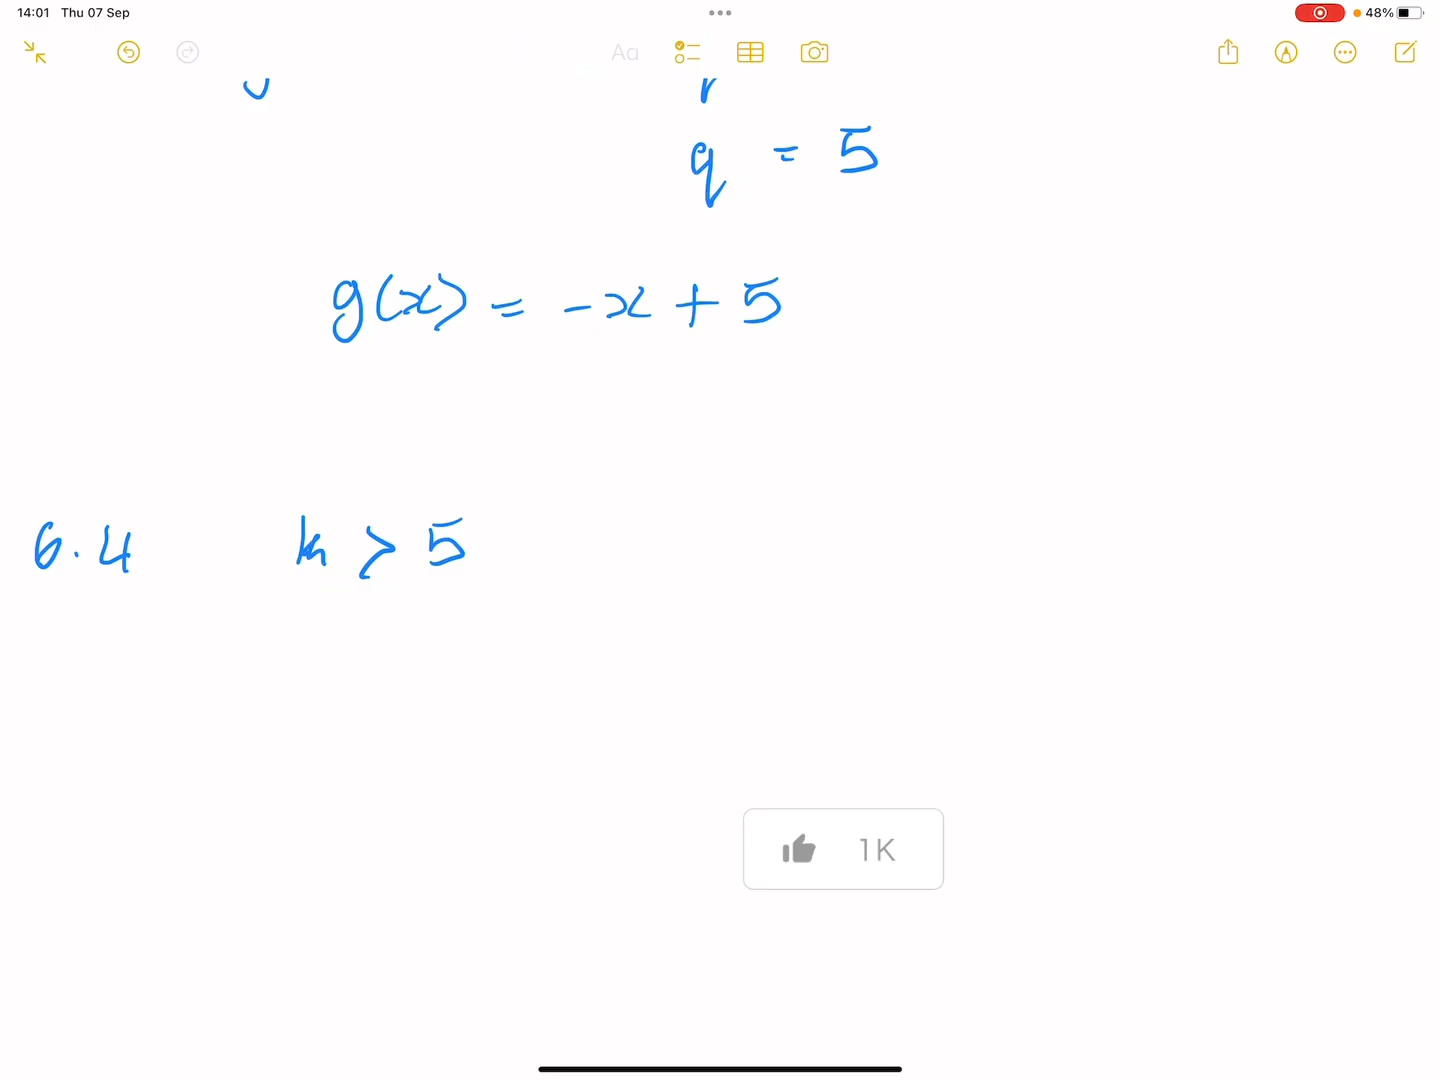 14:01 Thu 07 Sep
48%
Aa
q = 5
g(x) = -x + 5
6.4 k > 5
1K